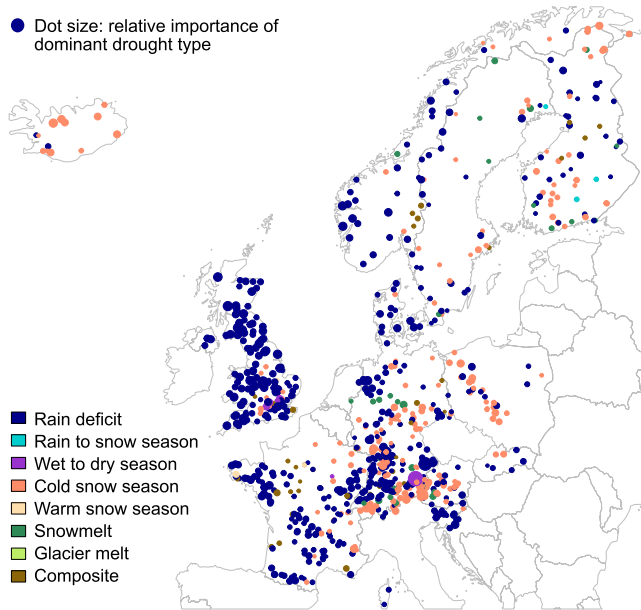 Dot size: relative importance of
dominant drought type
Rain deficit
Rain to snow season
Wet to dry season
Cold snow season
Warm snow season
Snowmelt
Glacier melt
Composite